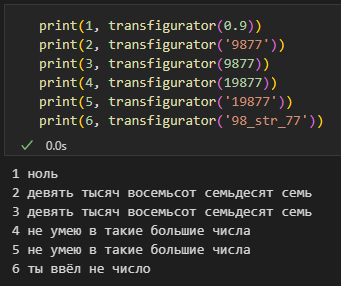 print(1, transfigurator(0.9))
print(2, transfigurator('9877'))
print(3, transfigurator(9877))
print(4, transfigurator(19877))
print(5, transfigurator('19877'))
print(6, transfigurator('98_str_77'))
0.0s
1 ноль
2 девять тысяч восемьсот семьдесят семь
3 девять тысяч восемьсот семьдесят семь
4 не умею в такие большие числа
5 не умею в такие большие числа
6 ты ввёл не число